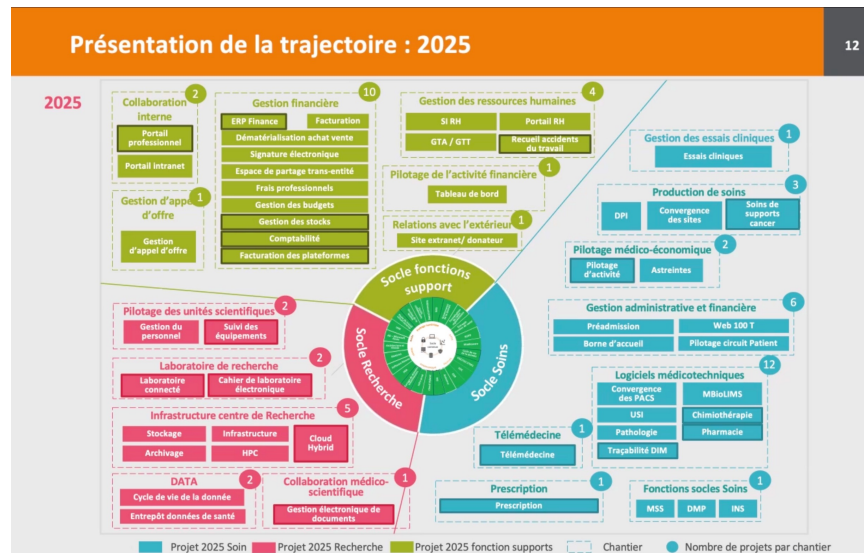 Présentation de la trajectoire : 2025
12
2025
Collaboration
interne
2
Portail
professionnel
Portail intranet
Gestion d'appel
d'offre
1
Gestion
d'appel d'offre
Gestion financière
10
ERP Finance
Facturation
Dématérialisation achat vente
Signature électronique
Espace de partage trans-entité
Frais professionnels
Gestion des budgets
Gestion des stocks
Comptabilité
Facturation des plateformes
Gestion des ressources humaines
4
SI RH
Portail RH
GTA / GTT
Recueil accidents
du travail
Pilotage de l'activité financière
1
Tableau de bord
Relations avec l'extérieur
1
Site extranet/ donateur
Gestion des essais cliniques
1
Essais cliniques
Production de soins
3
DPI
Convergence
des sites
Soins de
supports
cancer
Pilotage médico-économique
2
Pilotage
d'activité
Astreintes
Gestion administrative et financière
6
Préadmission
Web 100 T
Borne d'accueil
Pilotage circuit Patient
Logiciels médicotechniques
12
Convergence
des PACS
MBioLIMS
USI
Chimiothérapie
Pathologie
Pharmacie
Traçabilité DIM
Télémédecine
1
Télémédecine
Prescription
1
Prescription
Fonctions socles Soins
1
MSS
DMP
INS
Socle fonctions
support
Socle Recherche
Socle Soins
Pilotage des unités scientifiques
2
Gestion du
personnel
Suivi des
équipements
Laboratoire de recherche
2
Laboratoire
connecté
Cahier de laboratoire
électronique
Infrastructure centre de Recherche
5
Stockage
Infrastructure
Cloud
Hybrid
Archivage
HPC
DATA
2
Cycle de vie de la donnée
Entrepôt données de santé
Collaboration médico-
scientifique
1
Gestion électronique de
documents
Projet 2025 Soin
Projet 2025 Recherche
Projet 2025 fonction supports
Chantier
Nombre de projets par chantier